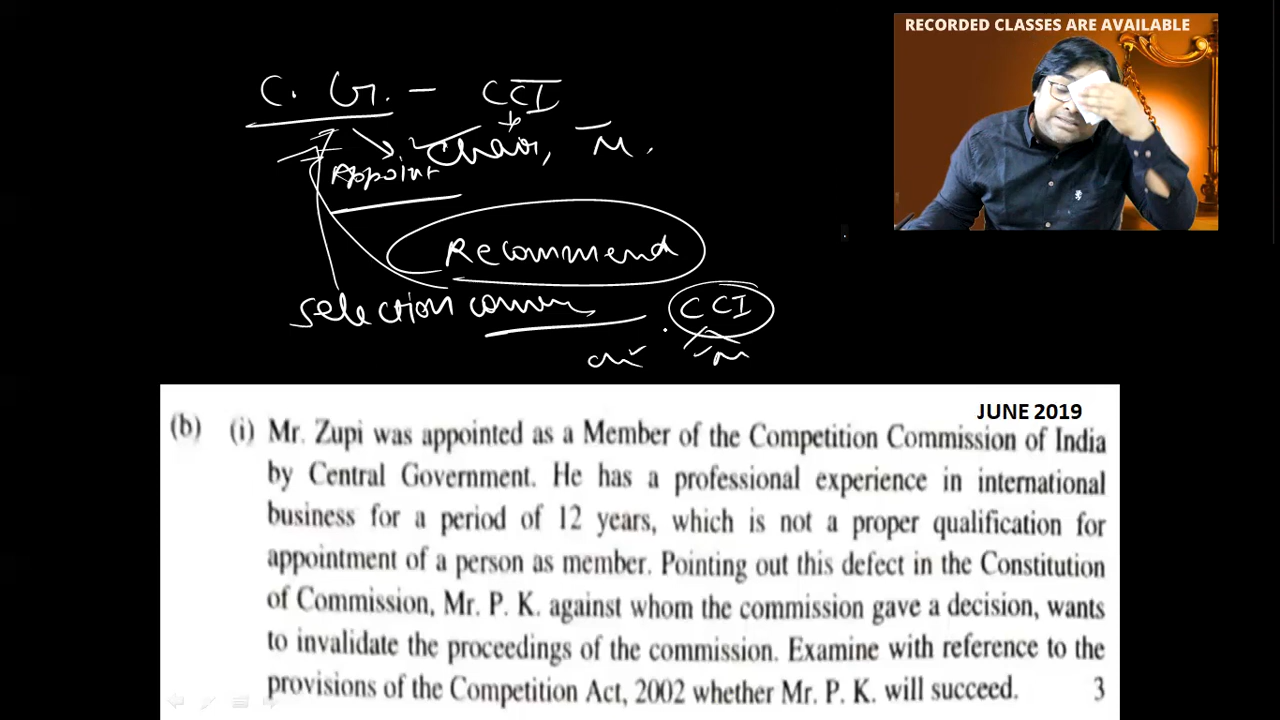 RECORDED CLASSES ARE AVAILABLE
C. G. - CCI
Chair, M.
Appoint
Recommend
selection comm
CCI
M
JUNE 2019
(b) (i) Mr. Zupi was appointed as a Member of the Competition Commission of India
by Central Government. He has a professional experience in international
business for a period of 12 years, which is not a proper qualification for
appointment of a person as member. Pointing out this defect in the Constitution
of Commission, Mr. P. K. against whom the commission gave a decision, wants
to invalidate the proceedings of the commission. Examine with reference to the
provisions of the Competition Act, 2002 whether Mr. P. K. will succeed. 3